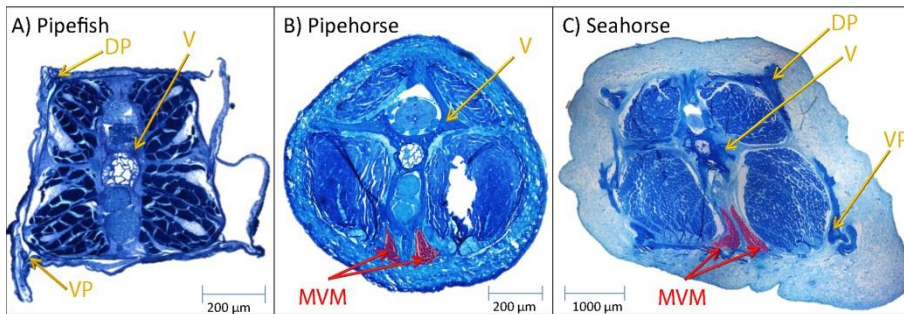 A) Pipefish
DP
V
VP
200 µm
B) Pipehorse
V
MVM
200 µm
C) Seahorse
DP
V
VP
MVM
1000 µm